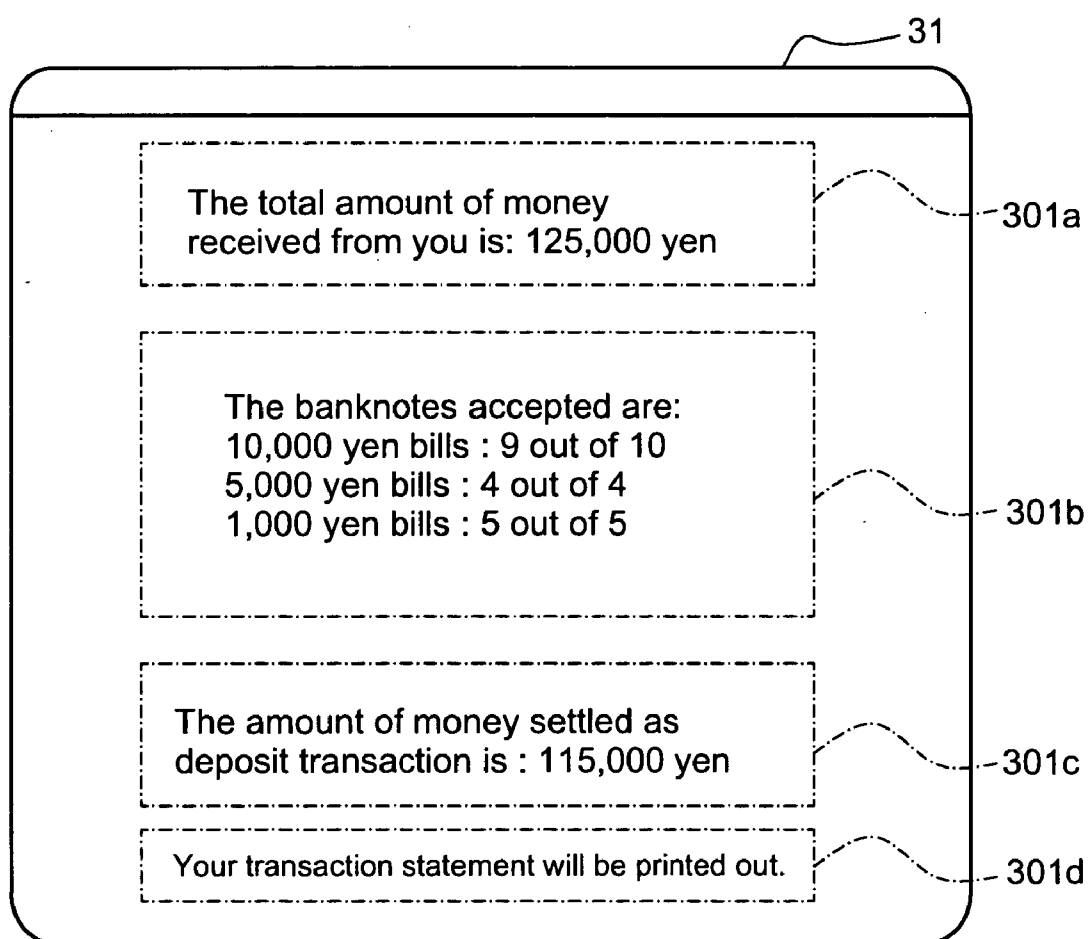 31
The total amount of money
received from you is: 125,000 yen
301a
The banknotes accepted are:
10,000 yen bills : 9 out of 10
5,000 yen bills : 4 out of 4
1,000 yen bills : 5 out of 5
301b
The amount of money settled as
deposit transaction is : 115,000 yen
301c
Your transaction statement will be printed out.
301d